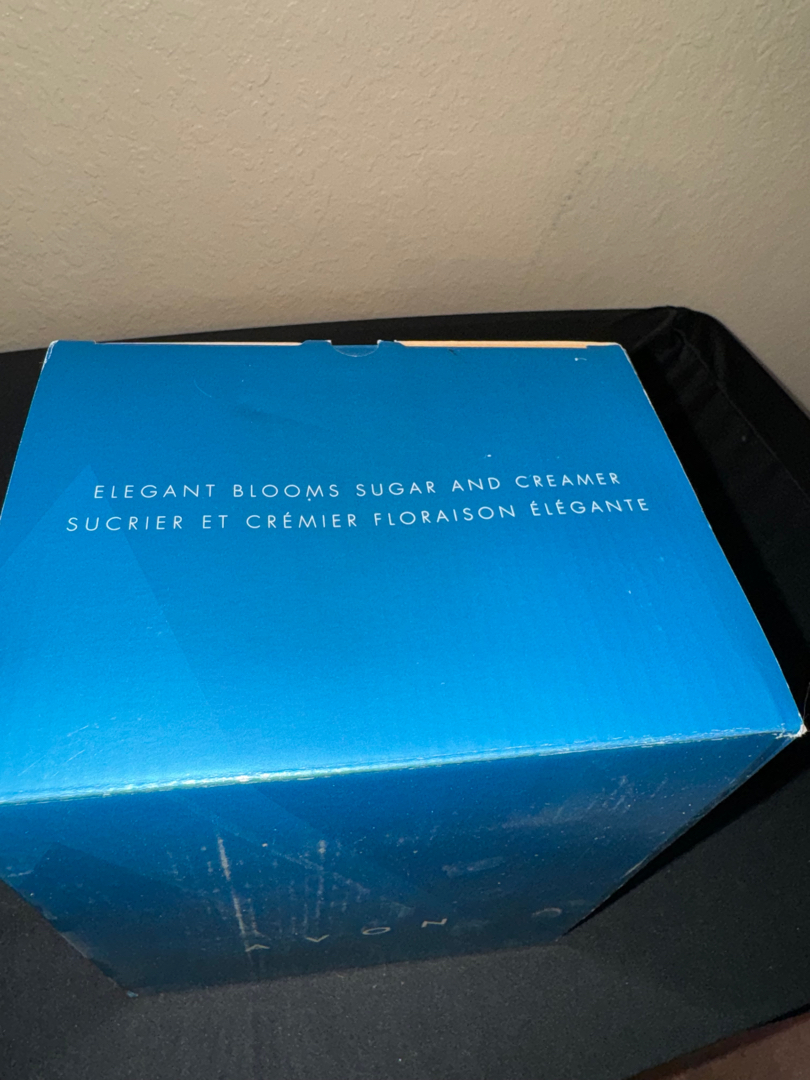 ELEGANT BLOOMS SUGAR AND CREAMER
SUCRIER ET CRÉMIER FLORAISON ÉLÉGANTE
AVON